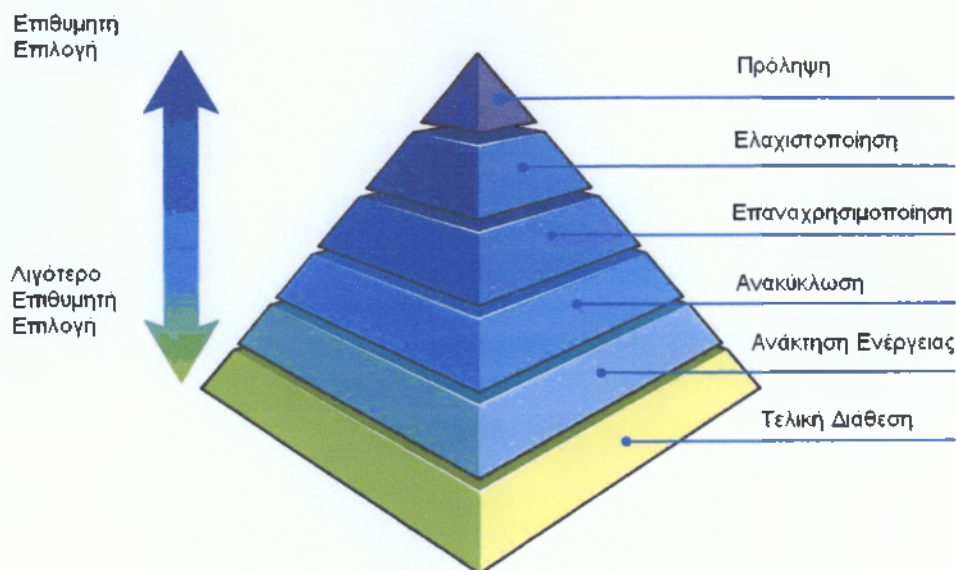 Επιθυμητή
Επιλογή
Πρόληψη
Ελαχιστοποίηση
Επαναχρησιμοποίηση
Λιγότερο
Επιθυμητή
Επιλογή
Ανακύκλωση
Ανάκτηση Ενέργειας
Τελική Διάθεση